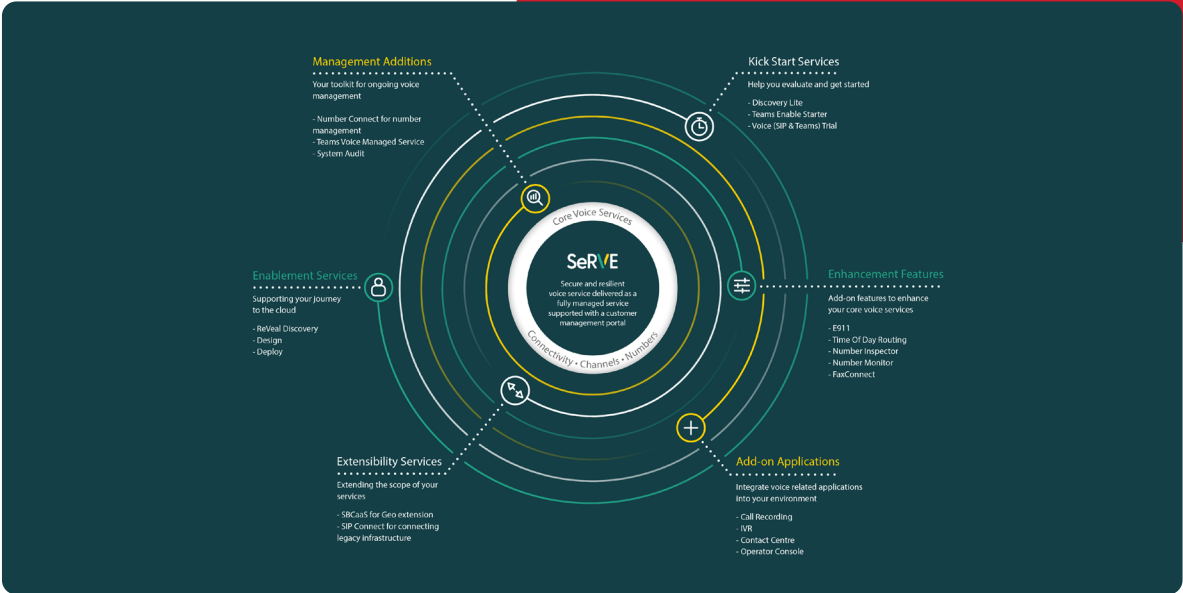 Management Additions
Your toolkit for ongoing voice
management
- Number Connect for number
management
- Teams Voice Managed Service
- System Audit
Kick Start Services
Help you evaluate and get started
- Discovery Lite
- Teams Enable Starter
- Voice (SIP & Teams) Trial
Core Voice Services
SeRVE
Secure and resilient
voice service delivered as a
fully managed service
supported with a customer
management portal
Connectivity • Channels • Numbers
Enablement Services
Supporting your journey
to the cloud
- ReVeal Discovery
- Design
- Deploy
Enhancement Features
Add-on features to enhance
your core voice services
- E911
- Time Of Day Routing
- Number Inspector
- Number Monitor
- FaxConnect
Extensibility Services
Extending the scope of your
services
- SBCaaS for Geo extension
- SIP Connect for connecting
legacy infrastructure
Add-on Applications
Integrate voice related applications
into your environment
- Call Recording
- IVR
- Contact Centre
- Operator Console